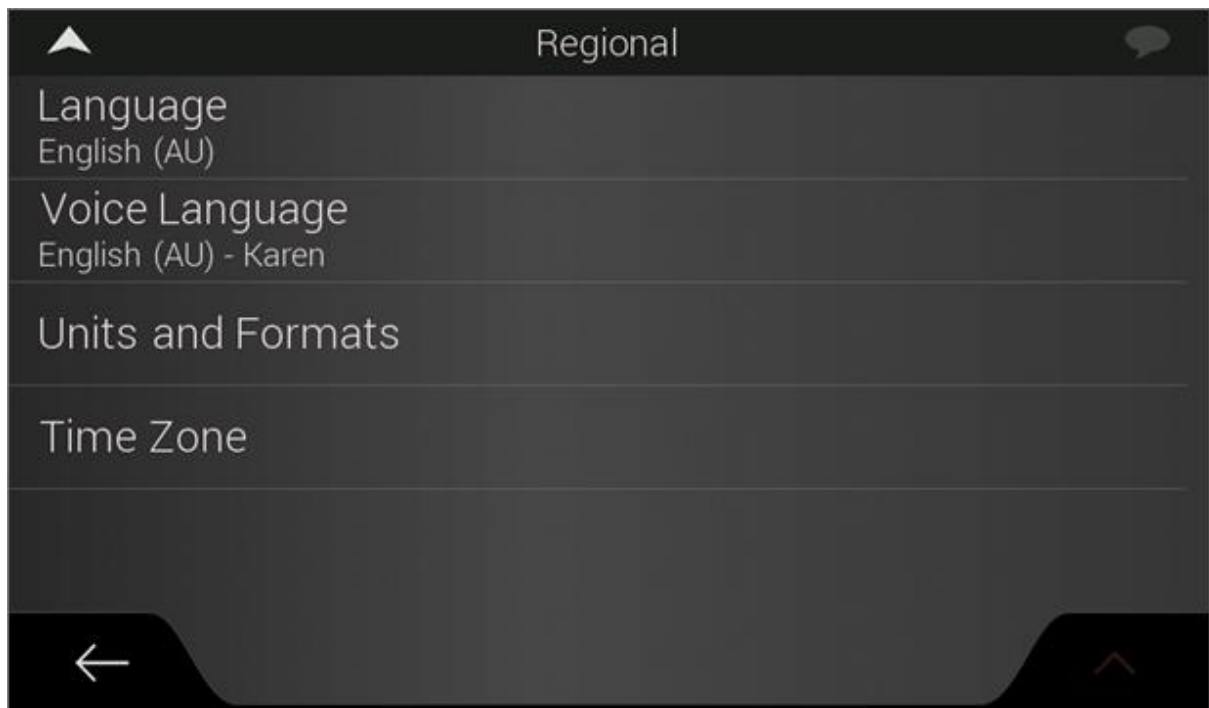 Regional
Language
English (AU)
Voice Language
English (AU) - Karen
Units and Formats
Time Zone